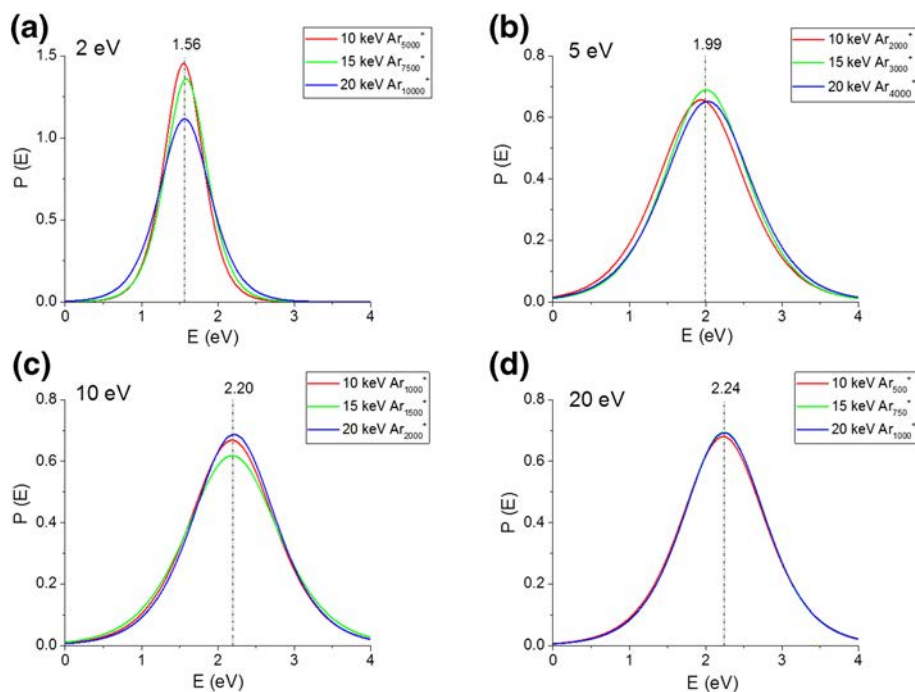 (a)
2 eV
1.56
10 keV Ar5000+
15 keV Ar7500+
20 keV Ar10000+
P (E)
1.5
1.0
0.5
0.0
0 1 2 3 4
E (eV)
(b)
5 eV
1.99
10 keV Ar2000+
15 keV Ar3000+
20 keV Ar4000+
P (E)
0.8
0.6
0.4
0.2
0.0
0 1 2 3 4
E (eV)
(c)
10 eV
2.20
10 keV Ar1000+
15 keV Ar1500+
20 keV Ar2000+
P (E)
0.8
0.6
0.4
0.2
0.0
0 1 2 3 4
E (eV)
(d)
20 eV
2.24
10 keV Ar500+
15 keV Ar750+
20 keV Ar1000+
P (E)
0.8
0.6
0.4
0.2
0.0
0 1 2 3 4
E (eV)